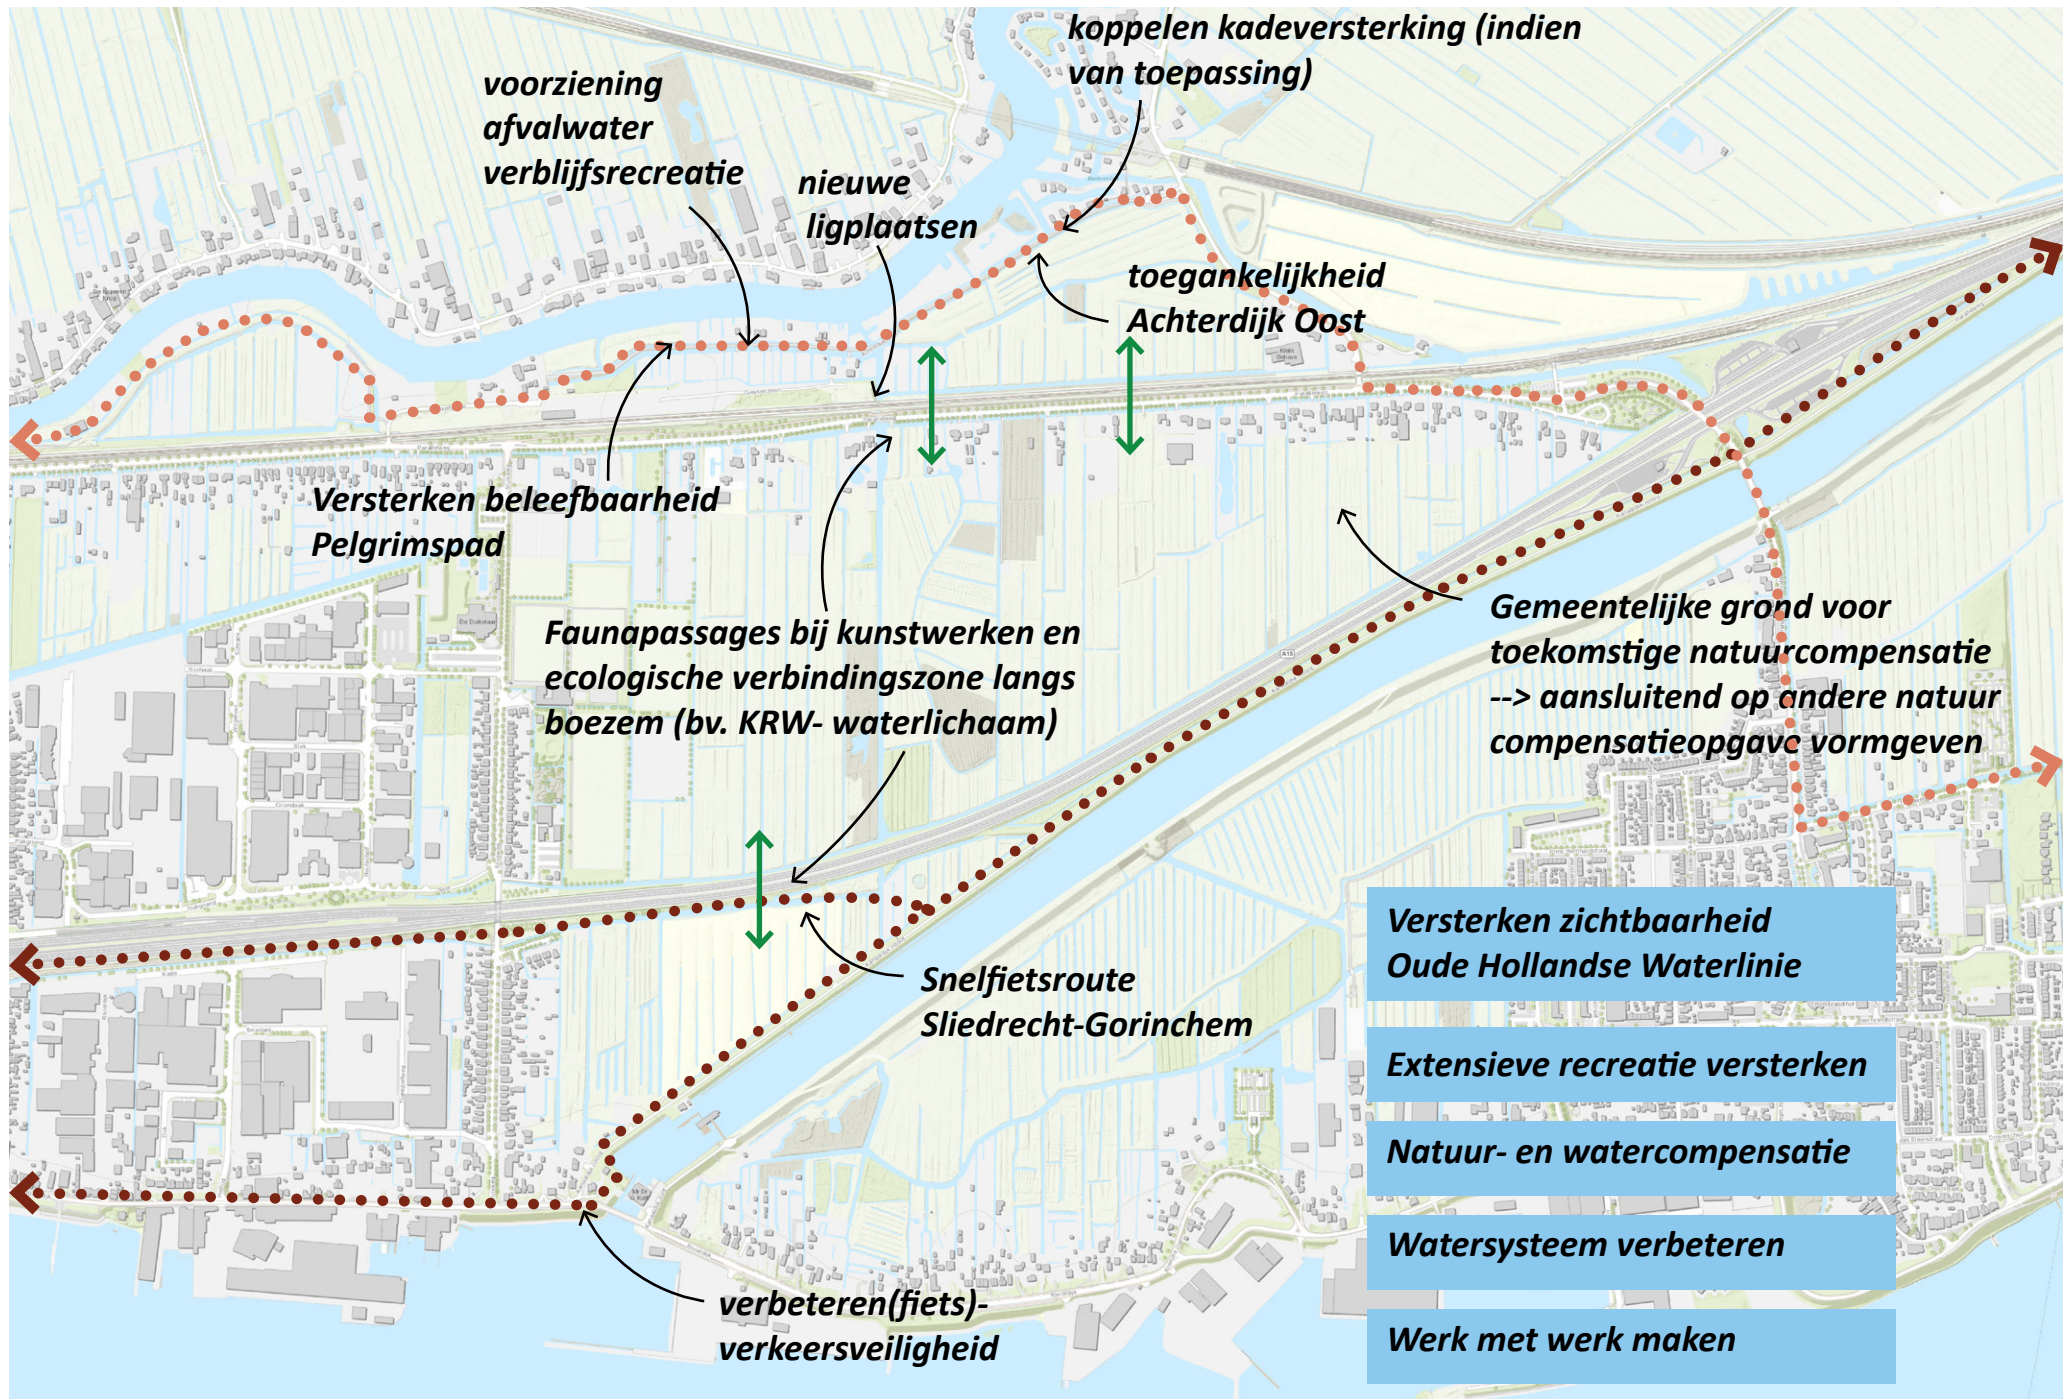 koppelen kadeversterking (indien
van toepassing)
voorziening
afvalwater
verblijfsrecreatie
nieuwe
ligplaatsen
toegankelijkheid
Achterdijk Oost
Versterken beleefbaarheid
Pelgrimspad
Faunapassages bij kunstwerken en
ecologische verbindingszone langs
boezem (bv. KRW- waterlichaam)
Gemeentelijke grond voor
toekomstige natuurcompensatie
--> aansluitend op andere natuur
compensatieopgave vormgeven
A15
Snelfietsroute
Sliedrecht-Gorinchem
verbeteren(fiets)-
verkeersveiligheid
Versterken zichtbaarheid
Oude Hollandse Waterlinie
Extensieve recreatie versterken
Natuur- en watercompensatie
Watersysteem verbeteren
Werk met werk maken